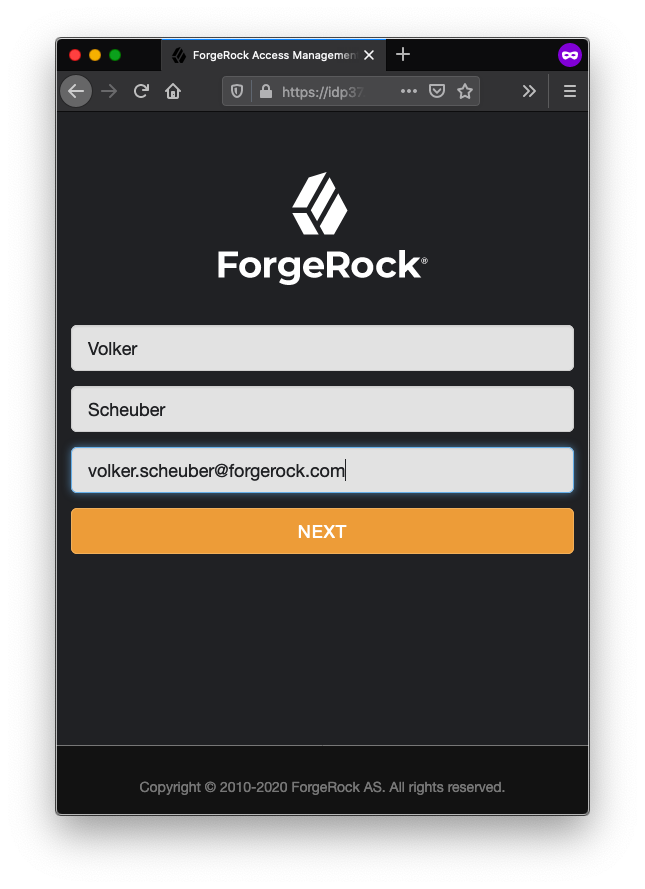 ForgeRock Access Managemen
https://idp37
ForgeRock®
Volker
Scheuber
volker.scheuber@forgerock.com
NEXT
Copyright © 2010-2020 ForgeRock AS. All rights reserved.